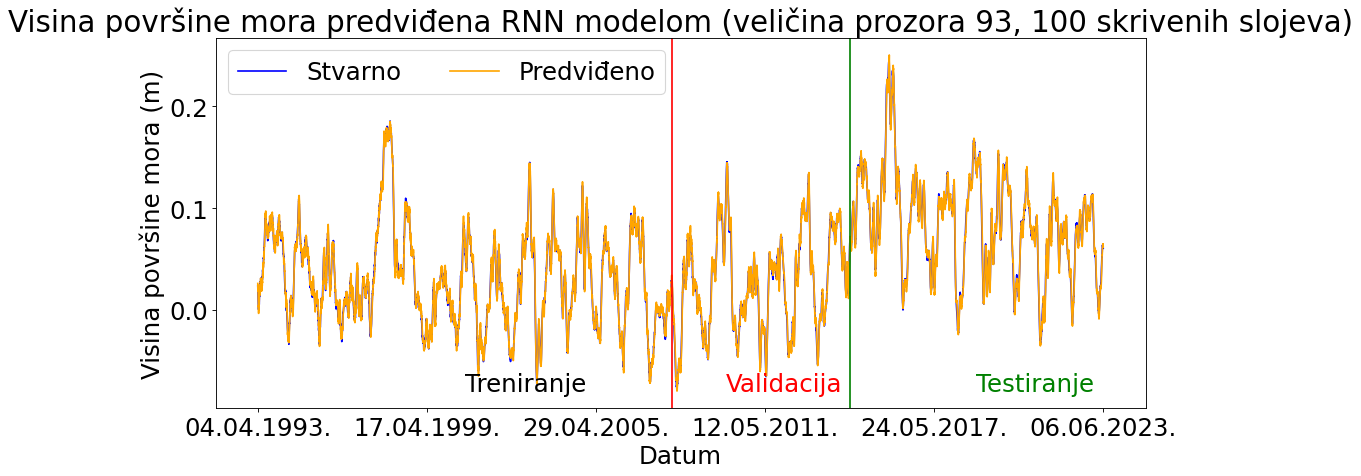 Visina površine mora predviđena RNN modelom (veličina prozora 93, 100 skrivenih slojeva)
Stvarno
Predviđeno
Visina površine mora (m)
0.2
0.1
0.0
Treniranje
Validacija
Testiranje
04.04.1993.
17.04.1999.
29.04.2005.
12.05.2011.
24.05.2017.
06.06.2023.
Datum